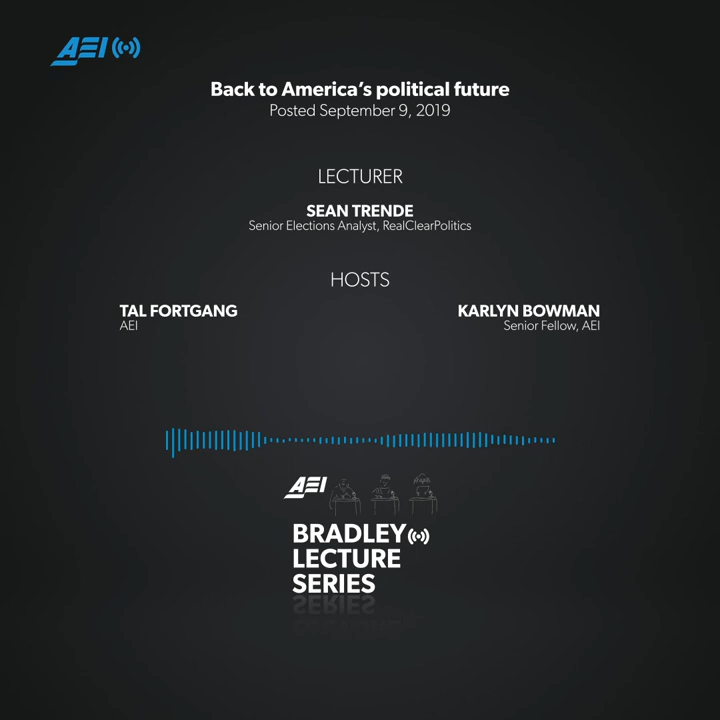 AEI
Back to America's political future
Posted September 9, 2019
LECTURER
SEAN TRENDE
Senior Elections Analyst, RealClearPolitics
HOSTS
TAL FORTGANG
AEI
KARLYN BOWMAN
Senior Fellow, AEI
AEI
BRADLEY
LECTURE
SERIES